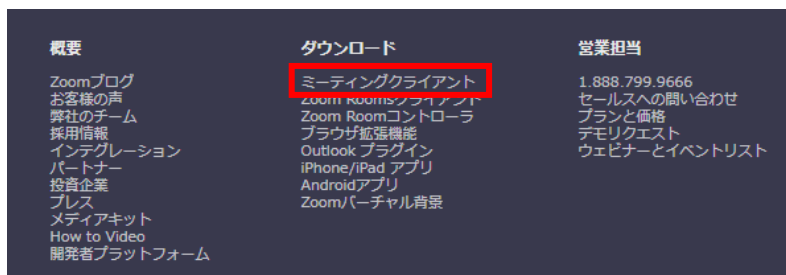 概要
Zoomブログ
お客様の声
弊社のチーム
採用情報
インテグレーション
パートナー
投資企業
プレス
メディアキット
How to Video
開発者プラットフォーム
ダウンロード
ミーティングクライアント
Zoom Roomsクライアント
Zoom Roomコントローラ
ブラウザ拡張機能
Outlook プラグイン
iPhone/iPad アプリ
Androidアプリ
Zoomバーチャル背景
営業担当
1.888.799.9666
セールスへの問い合わせ
プランと価格
デモリクエスト
ウェビナーとイベントリスト